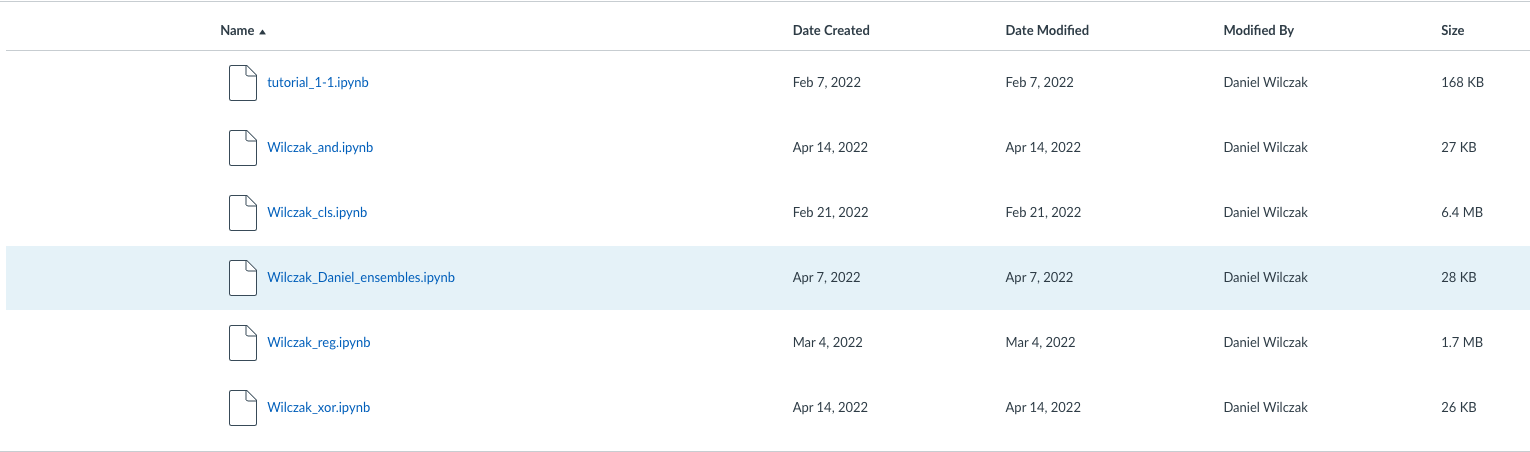 Name ▲ Date Created Date Modified Modified By Size
tutorial_1-1.ipynb Feb 7, 2022 Feb 7, 2022 Daniel Wilczak 168 KB
Wilczak_and.ipynb Apr 14, 2022 Apr 14, 2022 Daniel Wilczak 27 KB
Wilczak_cls.ipynb Feb 21, 2022 Feb 21, 2022 Daniel Wilczak 6.4 MB
Wilczak_Daniel_ensembles.ipynb Apr 7, 2022 Apr 7, 2022 Daniel Wilczak 28 KB
Wilczak_reg.ipynb Mar 4, 2022 Mar 4, 2022 Daniel Wilczak 1.7 MB
Wilczak_xor.ipynb Apr 14, 2022 Apr 14, 2022 Daniel Wilczak 26 KB